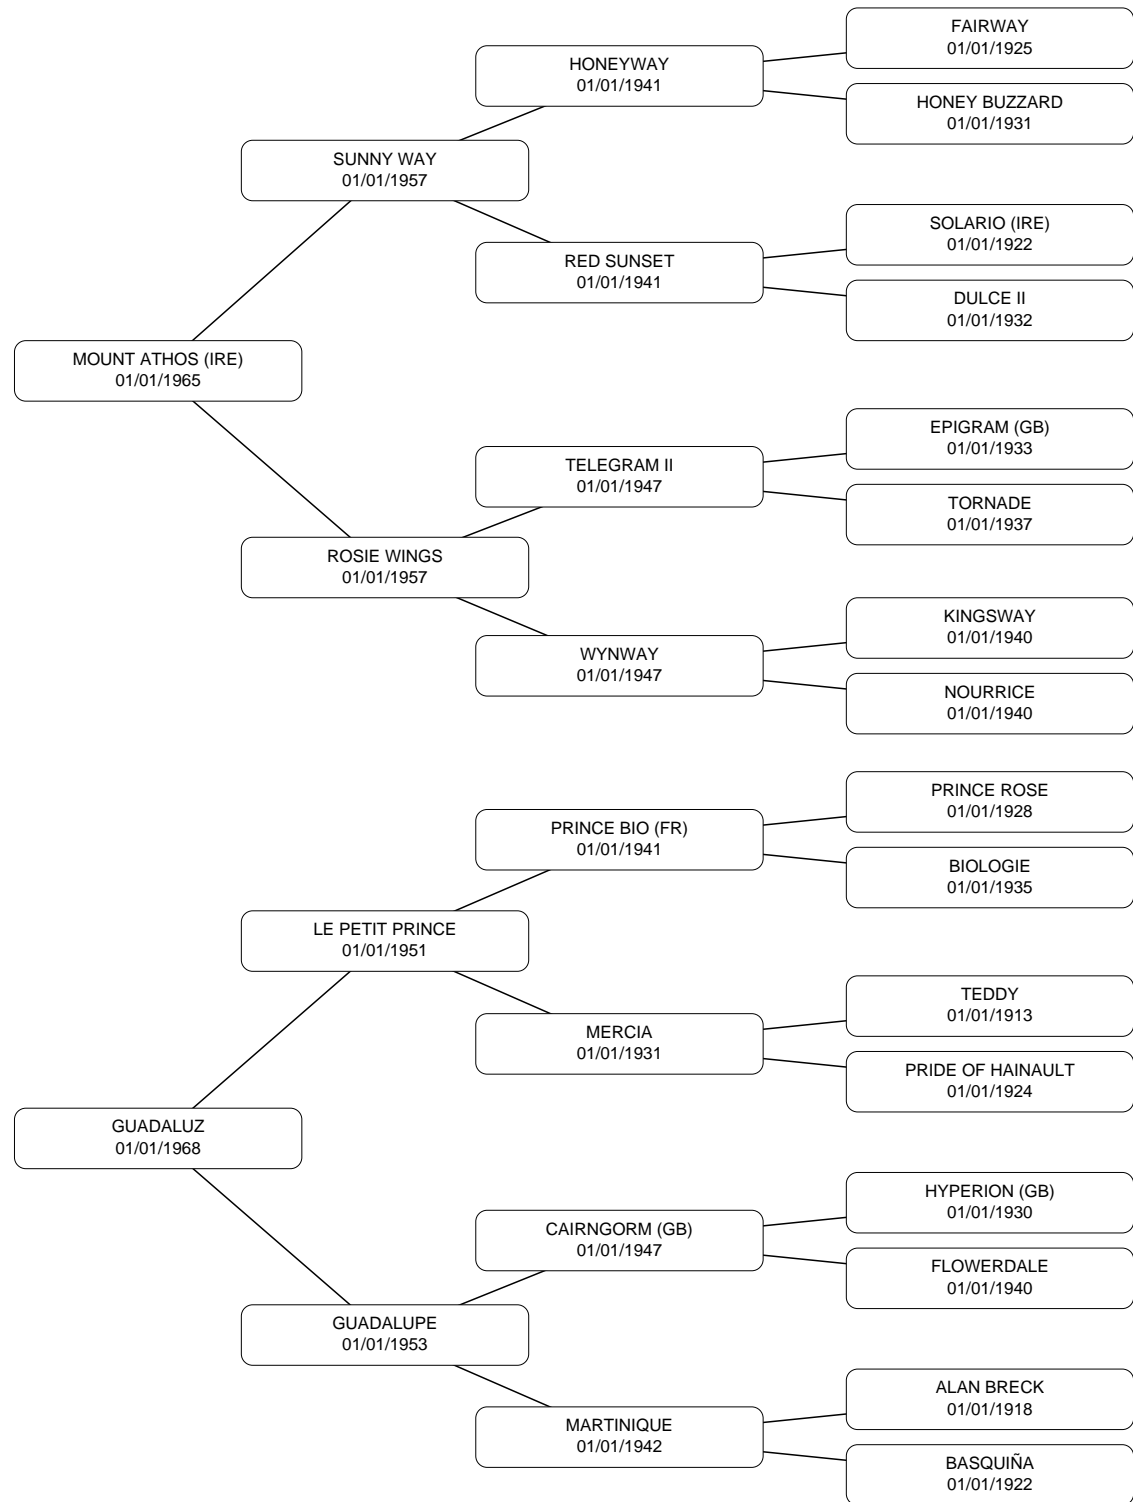 FAIRWAY
01/01/1925
HONEYWAY
01/01/1941
HONEY BUZZARD
01/01/1931
SUNNY WAY
01/01/1957
SOLARIO (IRE)
01/01/1922
RED SUNSET
01/01/1941
DULCE II
01/01/1932
MOUNT ATHOS (IRE)
01/01/1965
EPIGRAM (GB)
01/01/1933
TELEGRAM II
01/01/1947
TORNADE
01/01/1937
ROSIE WINGS
01/01/1957
KINGSWAY
01/01/1940
WYNWAY
01/01/1947
NOURRICE
01/01/1940
PRINCE ROSE
01/01/1928
PRINCE BIO (FR)
01/01/1941
BIOLOGIE
01/01/1935
LE PETIT PRINCE
01/01/1951
TEDDY
01/01/1913
MERCIA
01/01/1931
PRIDE OF HAINAULT
01/01/1924
GUADALUZ
01/01/1968
HYPERION (GB)
01/01/1930
CAIRNGORM (GB)
01/01/1947
FLOWERDALE
01/01/1940
GUADALUPE
01/01/1953
ALAN BRECK
01/01/1918
MARTINIQUE
01/01/1942
BASQUIÑA
01/01/1922